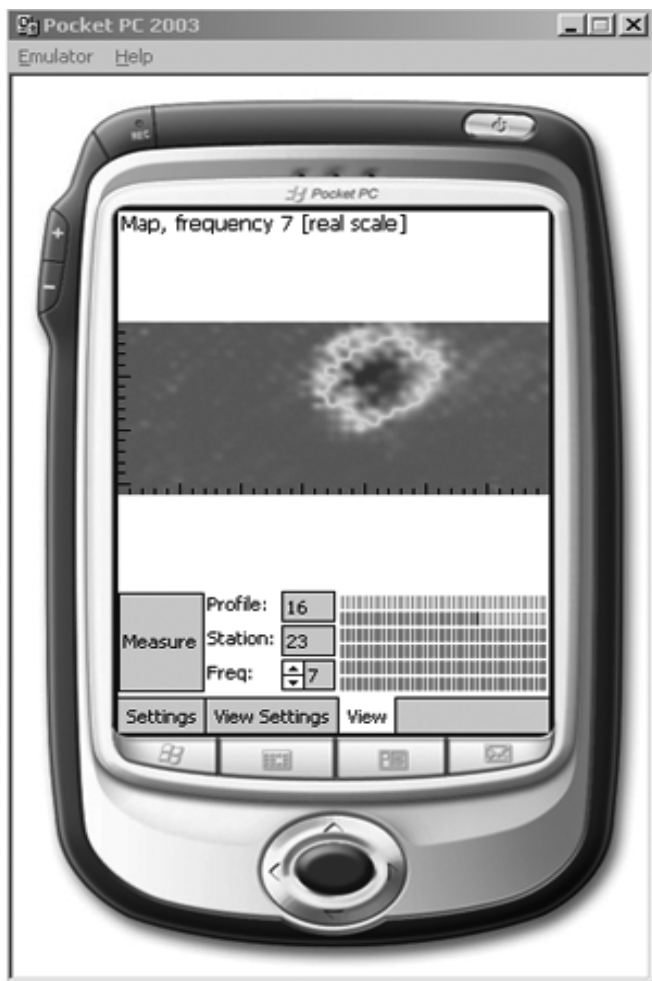 Pocket PC 2003
Emulator Help
REC
Pocket PC
Map, frequency 7 [real scale]
Profile: 16
Measure Station: 23
Freq: 7
Settings View Settings View